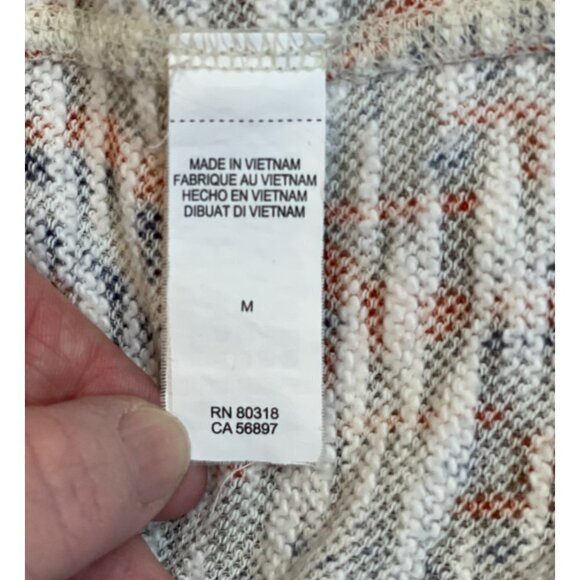 MADE IN VIETNAM
FABRIQUE AU VIETNAM
HECHO EN VIETNAM
DIBUAT DI VIETNAM
M
RN 80318
CA 56897